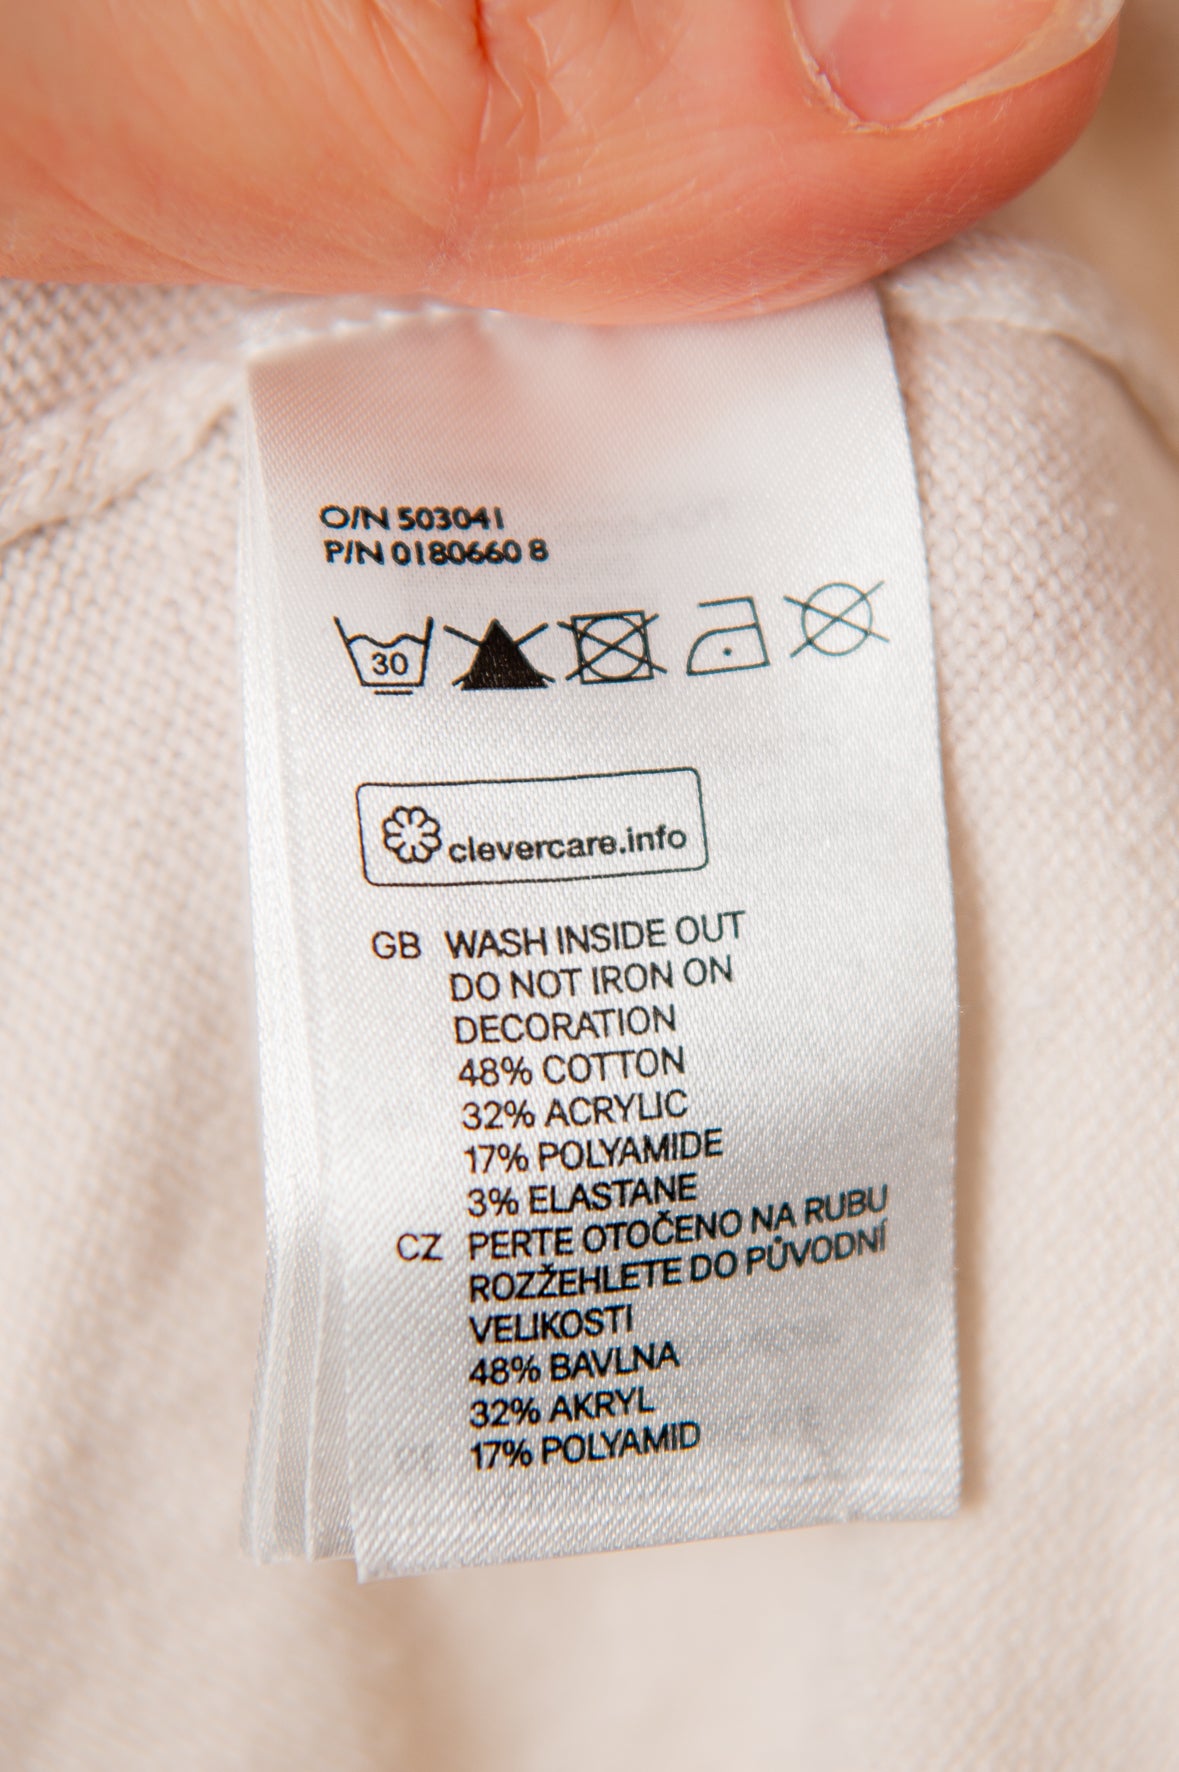 O/N 503041
P/N 0180660 8
30
clevercare.info
GB WASH INSIDE OUT
DO NOT IRON ON
DECORATION
48% COTTON
32% ACRYLIC
17% POLYAMIDE
3% ELASTANE
CZ PERTE OTOČENO NA RUBU
ROZŽEHLETE DO PŮVODNÍ
VELIKOSTI
48% BAVLNA
32% AKRYL
17% POLYAMID